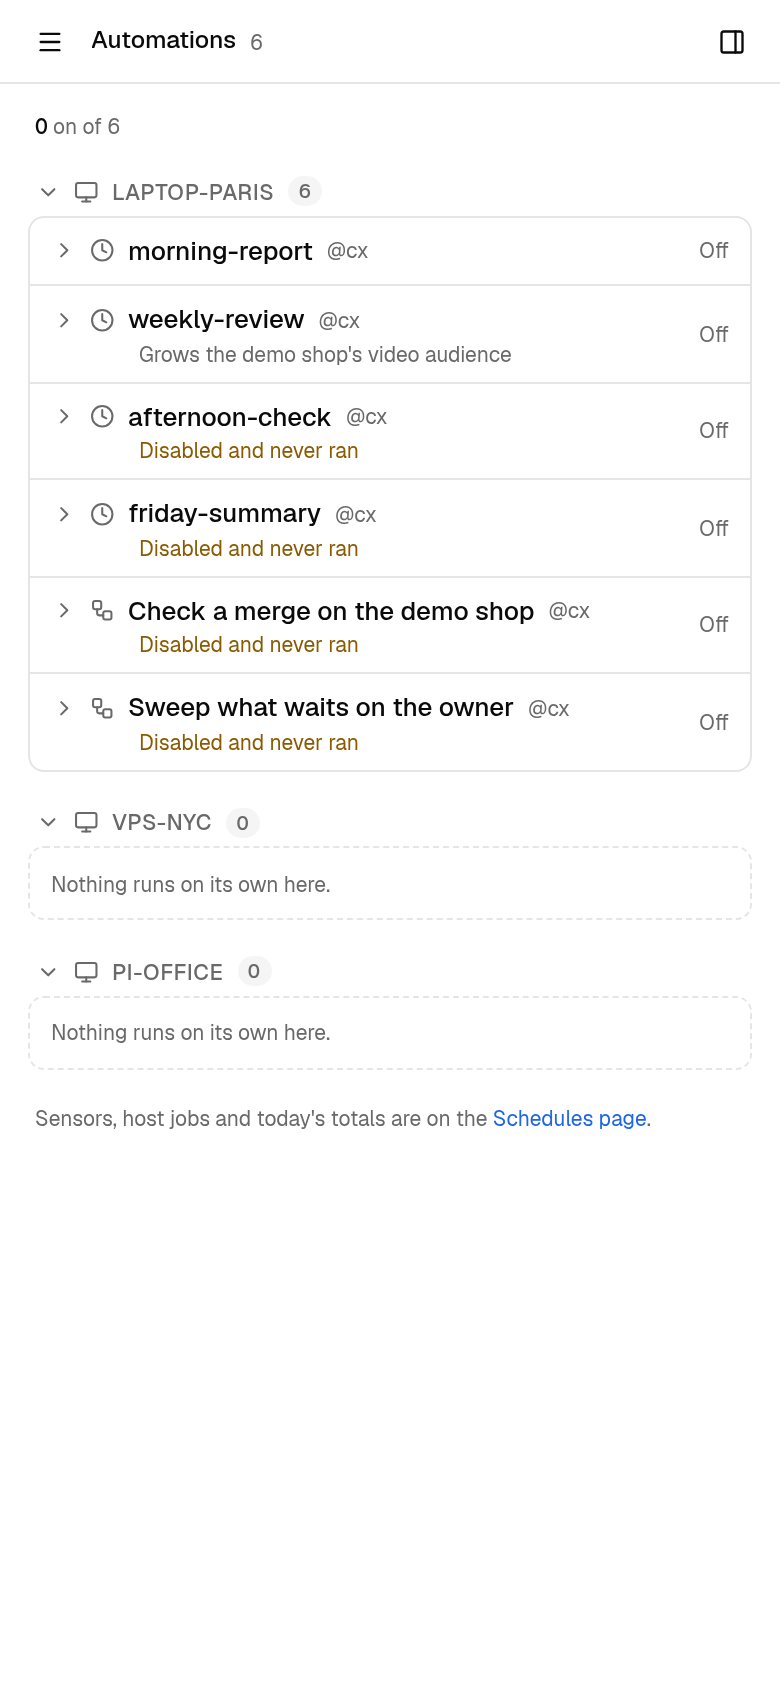 Automations 6
0 on of 6
LAPTOP-PARIS 6
morning-report @cx Off
weekly-review @cx
Grows the demo shop's video audience
Off
afternoon-check @cx
Disabled and never ran
Off
friday-summary @cx
Disabled and never ran
Off
Check a merge on the demo shop @cx
Disabled and never ran
Off
Sweep what waits on the owner @cx
Disabled and never ran
Off
VPS-NYC 0
Nothing runs on its own here.
PI-OFFICE 0
Nothing runs on its own here.
Sensors, host jobs and today's totals are on the Schedules page.